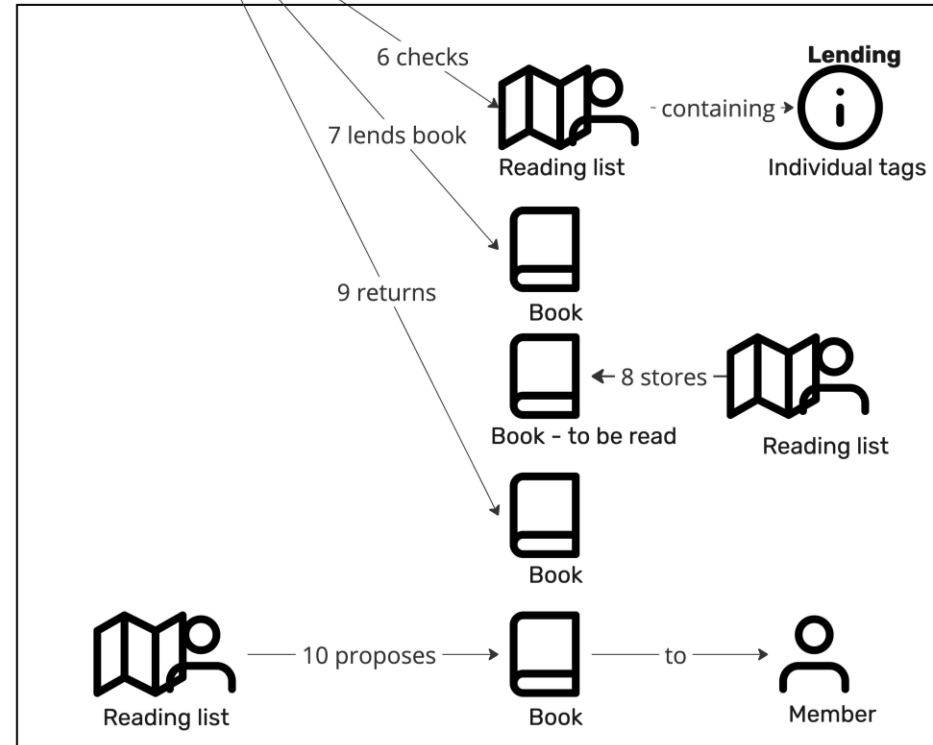 Lending
6 checks
containing
Reading list
Individual tags
7 lends book
Book
9 returns
8 stores
Book - to be read
Reading list
Book
10 proposes
to
Reading list
Book
Member